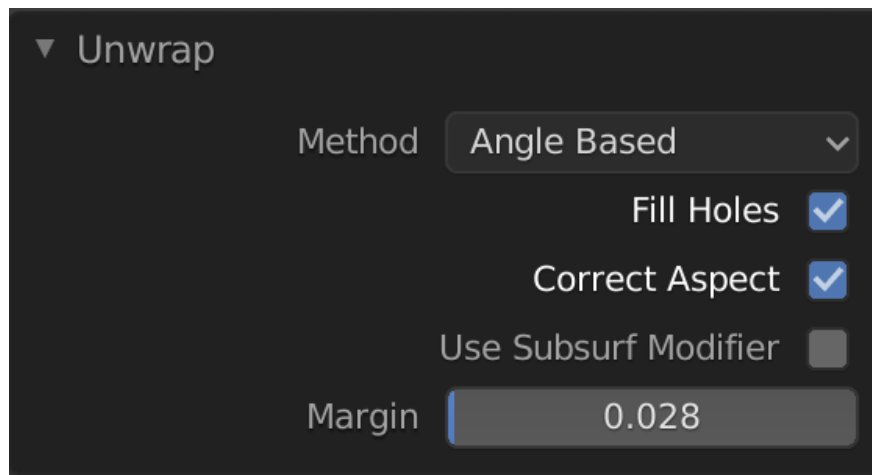 Unwrap
Method Angle Based
Fill Holes
Correct Aspect
Use Subsurf Modifier
Margin 0.028